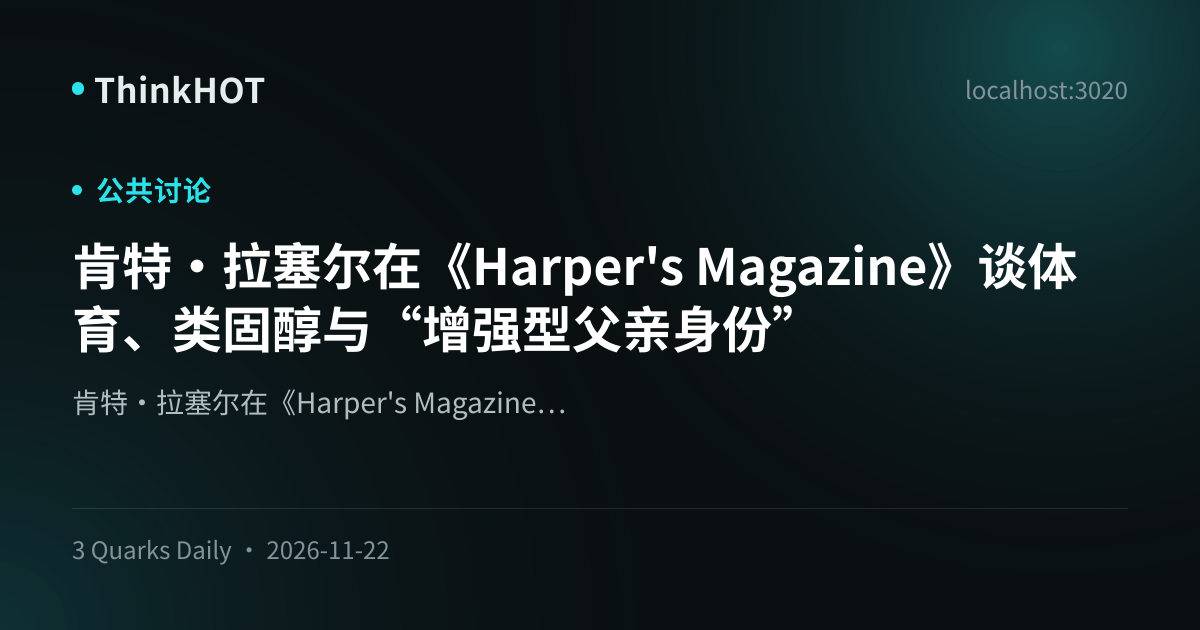 ThinkHOT
localhost:3020
公共讨论
肯特·拉塞尔在《Harper's Magazine》谈体
育、类固醇与“增强型父亲身份”
肯特·拉塞尔在《Harper's Magazine…
3 Quarks Daily · 2026-11-22